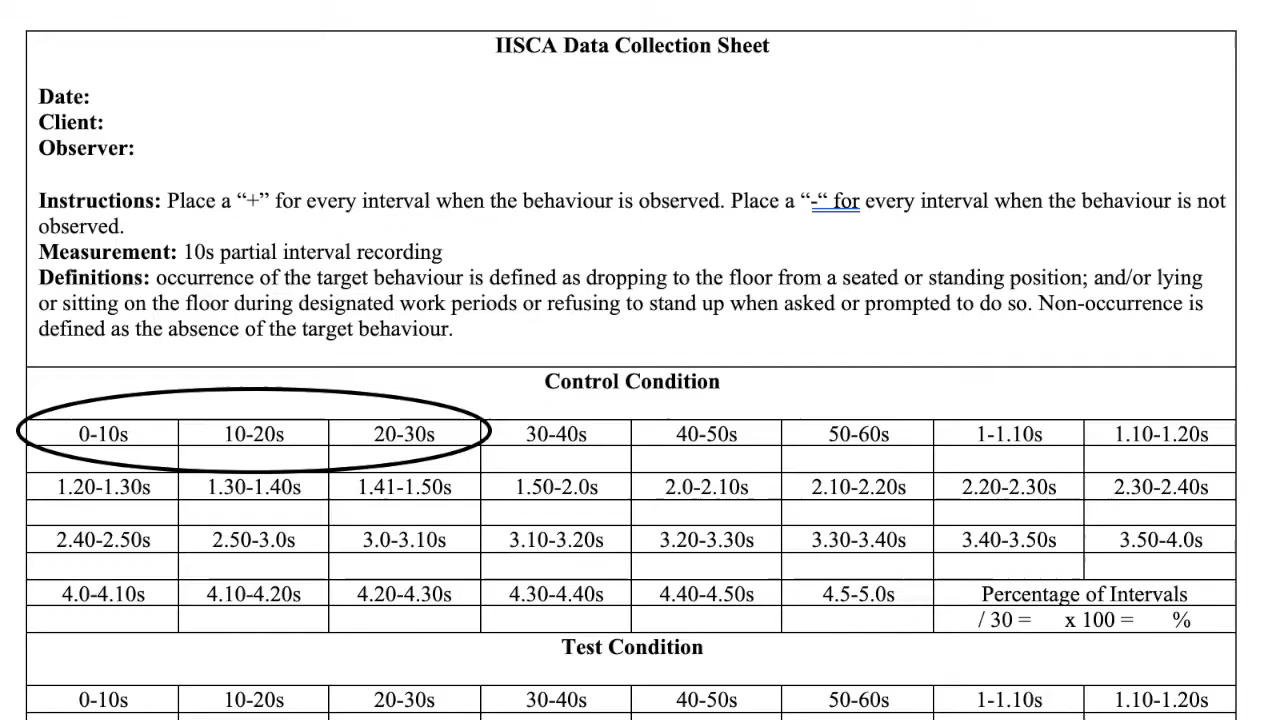 IISCA Data Collection Sheet
Date:
Client:
Observer:
Instructions: Place a “+” for every interval when the behaviour is observed. Place a “-“ for every interval when the behaviour is not
observed.
Measurement: 10s partial interval recording
Definitions: occurrence of the target behaviour is defined as dropping to the floor from a seated or standing position; and/or lying
or sitting on the floor during designated work periods or refusing to stand up when asked or prompted to do so. Non-occurrence is
defined as the absence of the target behaviour.
Control Condition
0-10s 10-20s 20-30s 30-40s 40-50s 50-60s 1-1.10s 1.10-1.20s
1.20-1.30s 1.30-1.40s 1.41-1.50s 1.50-2.0s 2.0-2.10s 2.10-2.20s 2.20-2.30s 2.30-2.40s
2.40-2.50s 2.50-3.0s 3.0-3.10s 3.10-3.20s 3.20-3.30s 3.30-3.40s 3.40-3.50s 3.50-4.0s
4.0-4.10s 4.10-4.20s 4.20-4.30s 4.30-4.40s 4.40-4.50s 4.5-5.0s Percentage of Intervals
/ 30 = x 100 = %
Test Condition
0-10s 10-20s 20-30s 30-40s 40-50s 50-60s 1-1.10s 1.10-1.20s